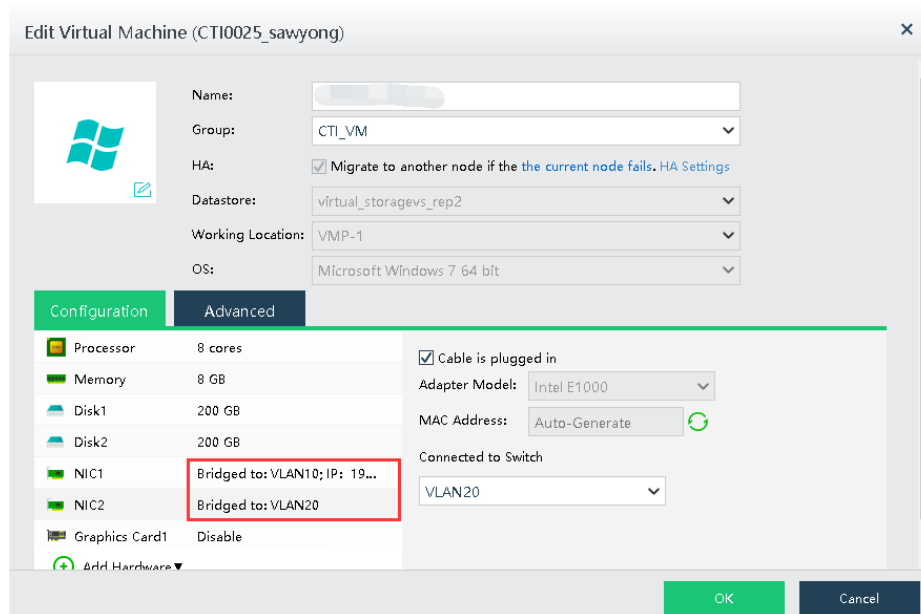 Edit Virtual Machine (CTI0025_sawyong)
Name:
Group: CTI_VM
HA: Migrate to another node if the the current node fails. HA Settings
Datastore: virtual_storagevs_rep2
Working Location: VMP-1
OS: Microsoft Windows 7 64 bit
Configuration Advanced
Processor 8 cores
Memory 8 GB
Disk1 200 GB
Disk2 200 GB
NIC1 Bridged to: VLAN10; IP: 19...
NIC2 Bridged to: VLAN20
Graphics Card1 Disable
Add Hardware
Cable is plugged in
Adapter Model: Intel E1000
MAC Address: Auto-Generate
Connected to Switch
VLAN20
OK Cancel